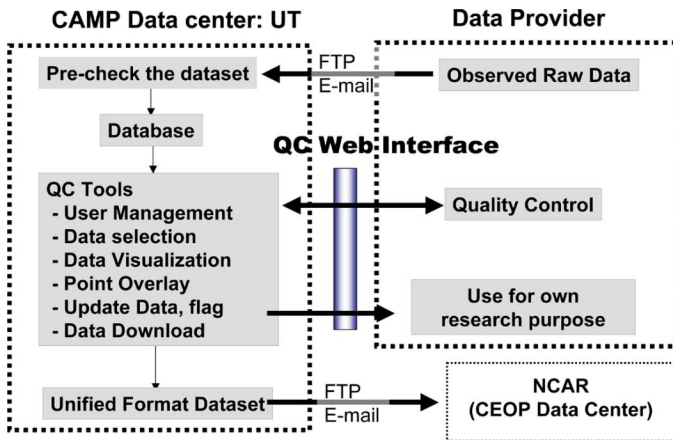 CAMP Data center: UT
Data Provider
Pre-check the dataset
FTP
E-mail
Observed Raw Data
Database
QC Web Interface
QC Tools
- User Management
- Data selection
- Data Visualization
- Point Overlay
- Update Data, flag
- Data Download
Quality Control
Use for own
research purpose
Unified Format Dataset
FTP
E-mail
NCAR
(CEOP Data Center)